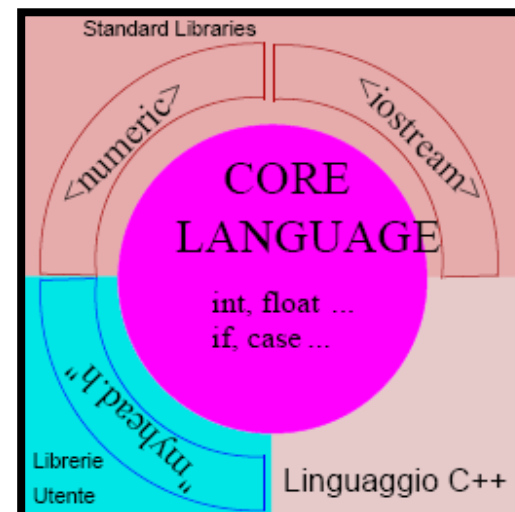 Standard Libraries
<numeric>
<iostream>
CORE
LANGUAGE
int, float ...
if, case ...
"myhead.h"
Librerie
Utente
Linguaggio C++